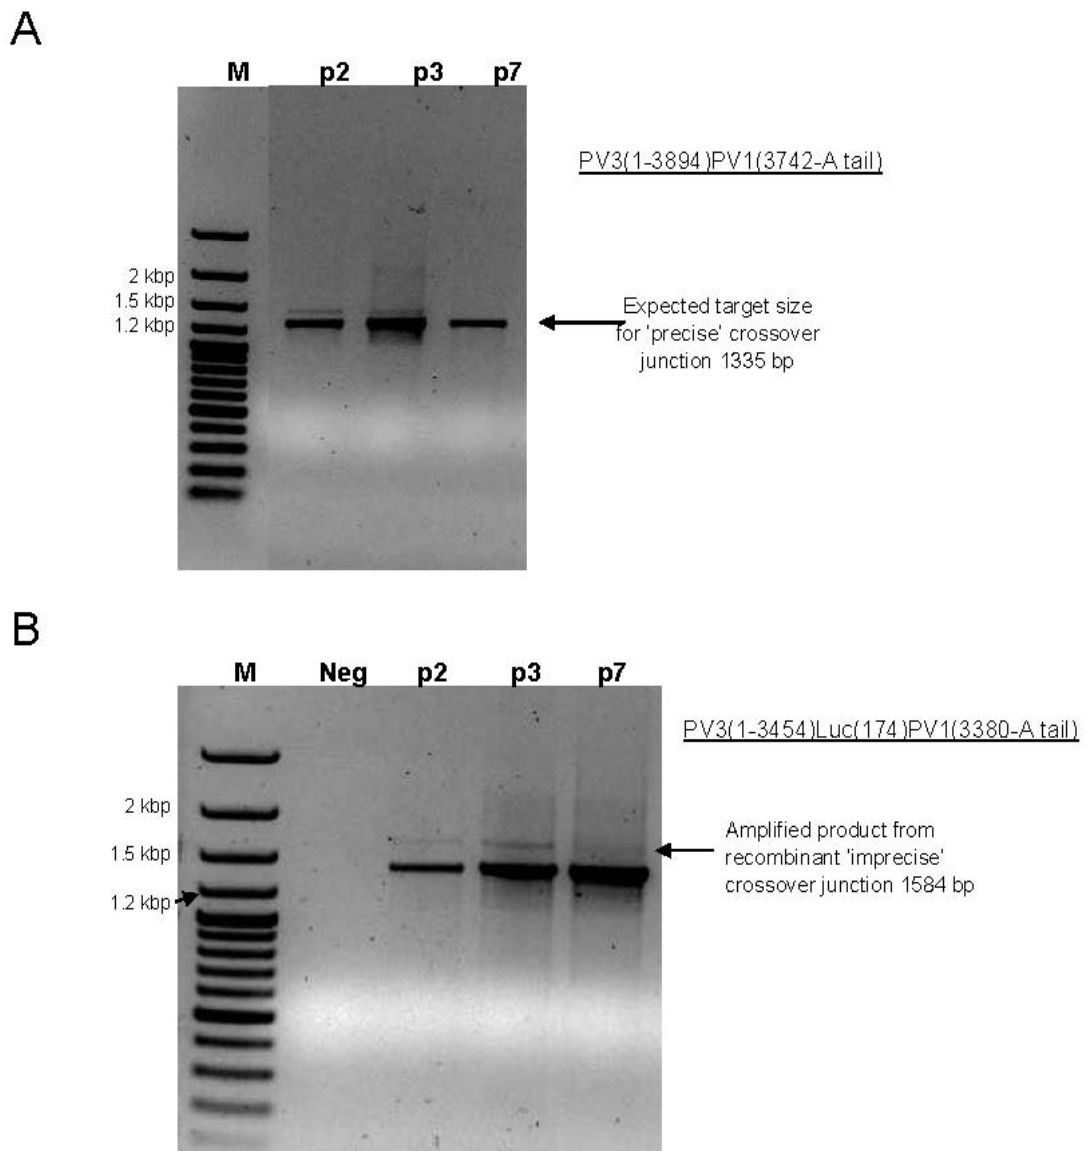 A
M p2 p3 p7
PV3(1-3894)PV1(3742-A tail)
2 kbp
1.5 kbp
1.2 kbp
Expected target size
for 'precise' crossover
junction 1335 bp
B
M Neg p2 p3 p7
PV3(1-3454)Luc(174)PV1(3380-A tail)
2 kbp
1.5 kbp
1.2 kbp
Amplified product from
recombinant 'imprecise'
crossover junction 1584 bp